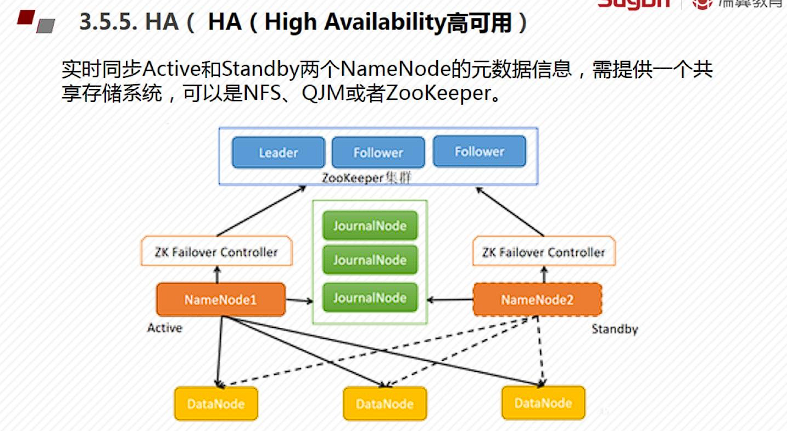 Sugon
瑞翼教育
3.5.5. HA（ HA（High Availability高可用）
实时同步Active和Standby两个NameNode的元数据信息，需提供一个共
享存储系统，可以是NFS、QJM或者ZooKeeper。
Leader
Follower
Follower
ZooKeeper集群
JournalNode
ZK Failover Controller
ZK Failover Controller
JournalNode
NameNode1
JournalNode
NameNode2
Active
Standby
DataNode
DataNode
DataNode